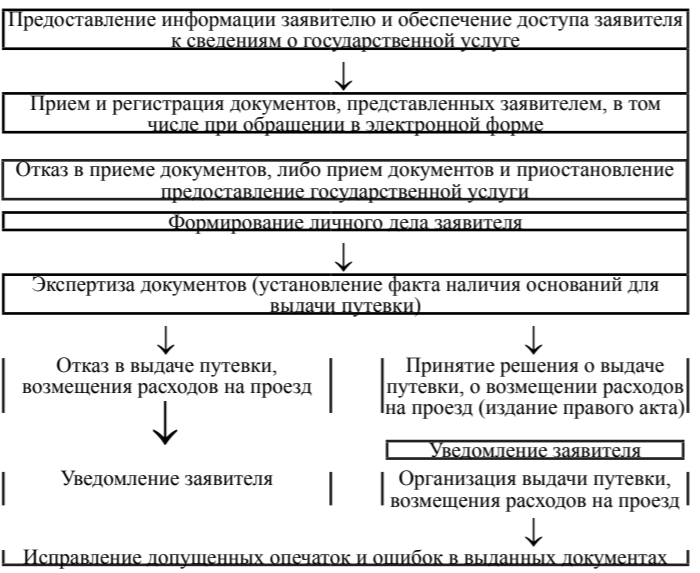 Предоставление информации заявителю и обеспечение доступа заявителя
к сведениям о государственной услуге
Прием и регистрация документов, представленных заявителем, в том
числе при обращении в электронной форме
Отказ в приеме документов, либо прием документов и приостановление
предоставление государственной услуги
Формирование личного дела заявителя
Экспертиза документов (установление факта наличия оснований для
выдачи путевки)
Отказ в выдаче путевки,
возмещения расходов на проезд
Принятие решения о выдаче
путевки, о возмещении расходов
на проезд (издание правого акта)
Уведомление заявителя
Уведомление заявителя
Организация выдачи путевки,
возмещения расходов на проезд
Исправление допущенных опечаток и ошибок в выданных документах